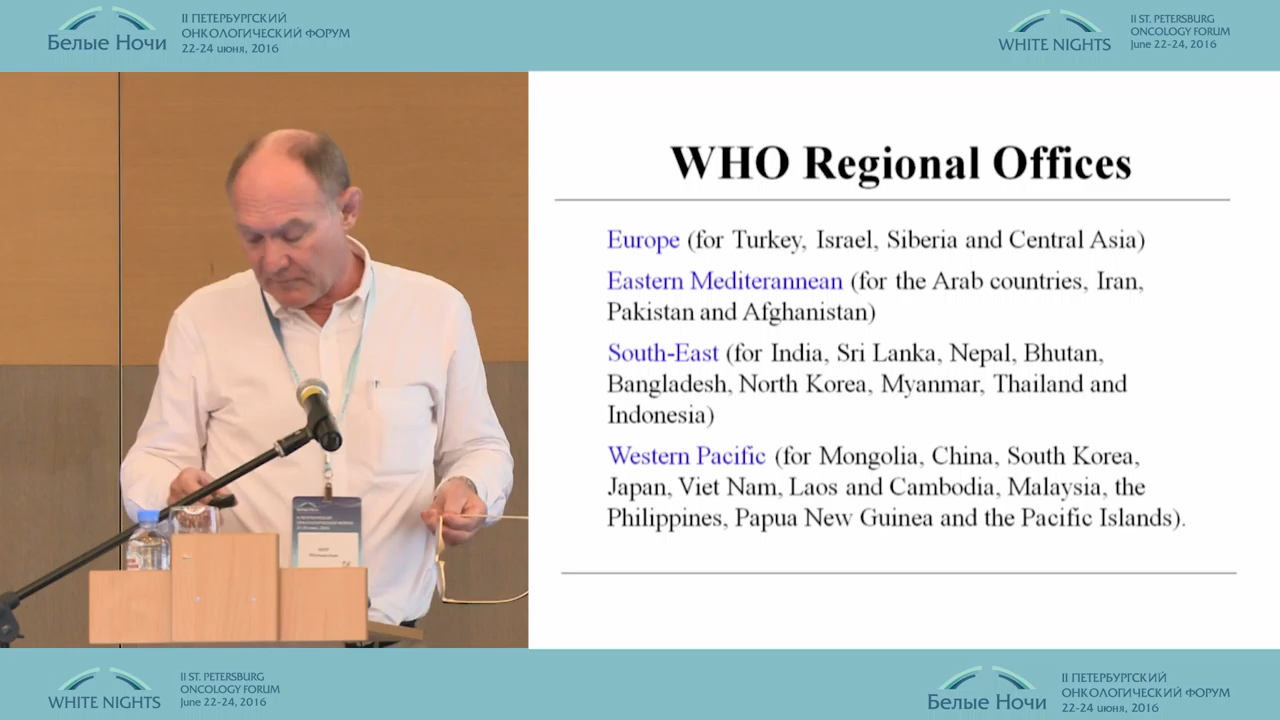 Белые Ночи
II ПЕТЕРБУРГСКИЙ
ОНКОЛОГИЧЕСКИЙ ФОРУМ
22-24 июня, 2016
WHITE NIGHTS
II ST. PETERSBURG
ONCOLOGY FORUM
June 22-24, 2016
WHO Regional Offices
Europe (for Turkey, Israel, Siberia and Central Asia)
Eastern Mediterannean (for the Arab countries, Iran,
Pakistan and Afghanistan)
South-East (for India, Sri Lanka, Nepal, Bhutan,
Bangladesh, North Korea, Myanmar, Thailand and
Indonesia)
Western Pacific (for Mongolia, China, South Korea,
Japan, Viet Nam, Laos and Cambodia, Malaysia, the
Philippines, Papua New Guinea and the Pacific Islands).
WHITE NIGHTS
II ST. PETERSBURG
ONCOLOGY FORUM
June 22-24, 2016
Белые Ночи
II ПЕТЕРБУРГСКИЙ
ОНКОЛОГИЧЕСКИЙ ФОРУМ
22-24 июня, 2016